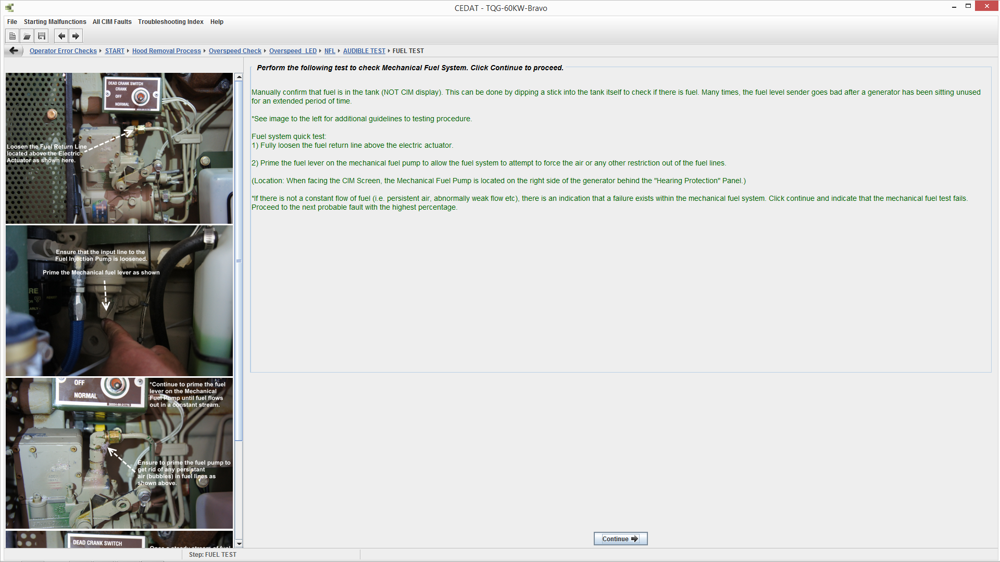 CEDAT - TQG-60KW-Bravo
File Starting Malfunctions All CIM Faults Troubleshooting Index Help
Operator Error Checks START Hood Removal Process Overspeed Check Overspeed_LED NFL AUDIBLE TEST FUEL TEST
DEAD CRANK SWITCH
CRANK
OFF
NORMAL
Loosen the Fuel Return Line
located above the Electric
Actuator as shown here.
Ensure that the input line to the
Fuel Injection Pump is loosened.
Prime the Mechanical fuel lever as shown
OFF
NORMAL
*Continue to prime the fuel
lever on the Mechanical
Fuel Pump until fuel flows
out in a constant stream.
Ensure to prime the fuel pump to
get rid of any persistant
air (bubbles) in fuel lines as
shown above.
DEAD CRANK SWITCH
Perform the following test to check Mechanical Fuel System. Click Continue to proceed.
Manually confirm that fuel is in the tank (NOT CIM display). This can be done by dipping a stick into the tank itself to check if there is fuel. Many times, the fuel level sender goes bad after a generator has been sitting unused
for an extended period of time.
*See image to the left for additional guidelines to testing procedure.
Fuel system quick test:
1) Fully loosen the fuel return line above the electric actuator.
2) Prime the fuel lever on the mechanical fuel pump to allow the fuel system to attempt to force the air or any other restriction out of the fuel lines.
(Location: When facing the CIM Screen, the Mechanical Fuel Pump is located on the right side of the generator behind the "Hearing Protection" Panel.)
*If there is not a constant flow of fuel (i.e. persistent air, abnormally weak flow etc), there is an indication that a failure exists within the mechanical fuel system. Click continue and indicate that the mechanical fuel test fails.
Proceed to the next probable fault with the highest percentage.
Continue
Step: FUEL TEST